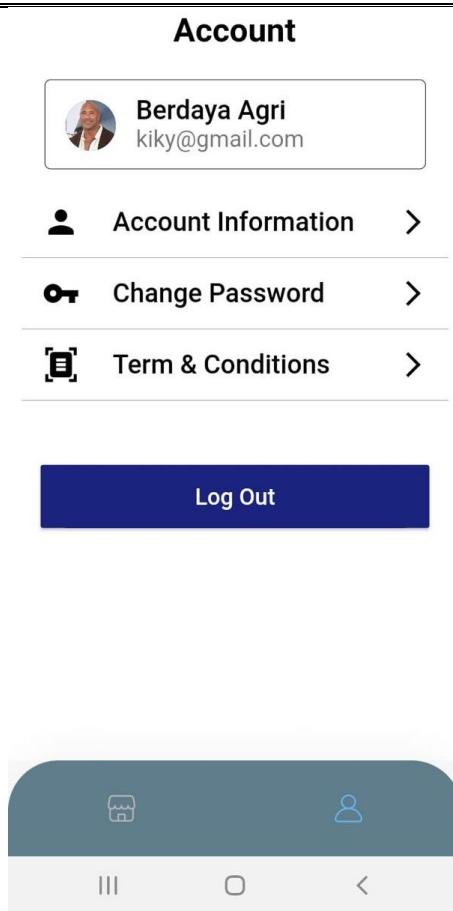 Account
Berdaya Agri
kiky@gmail.com
Account Information
Change Password
Term & Conditions
Log Out